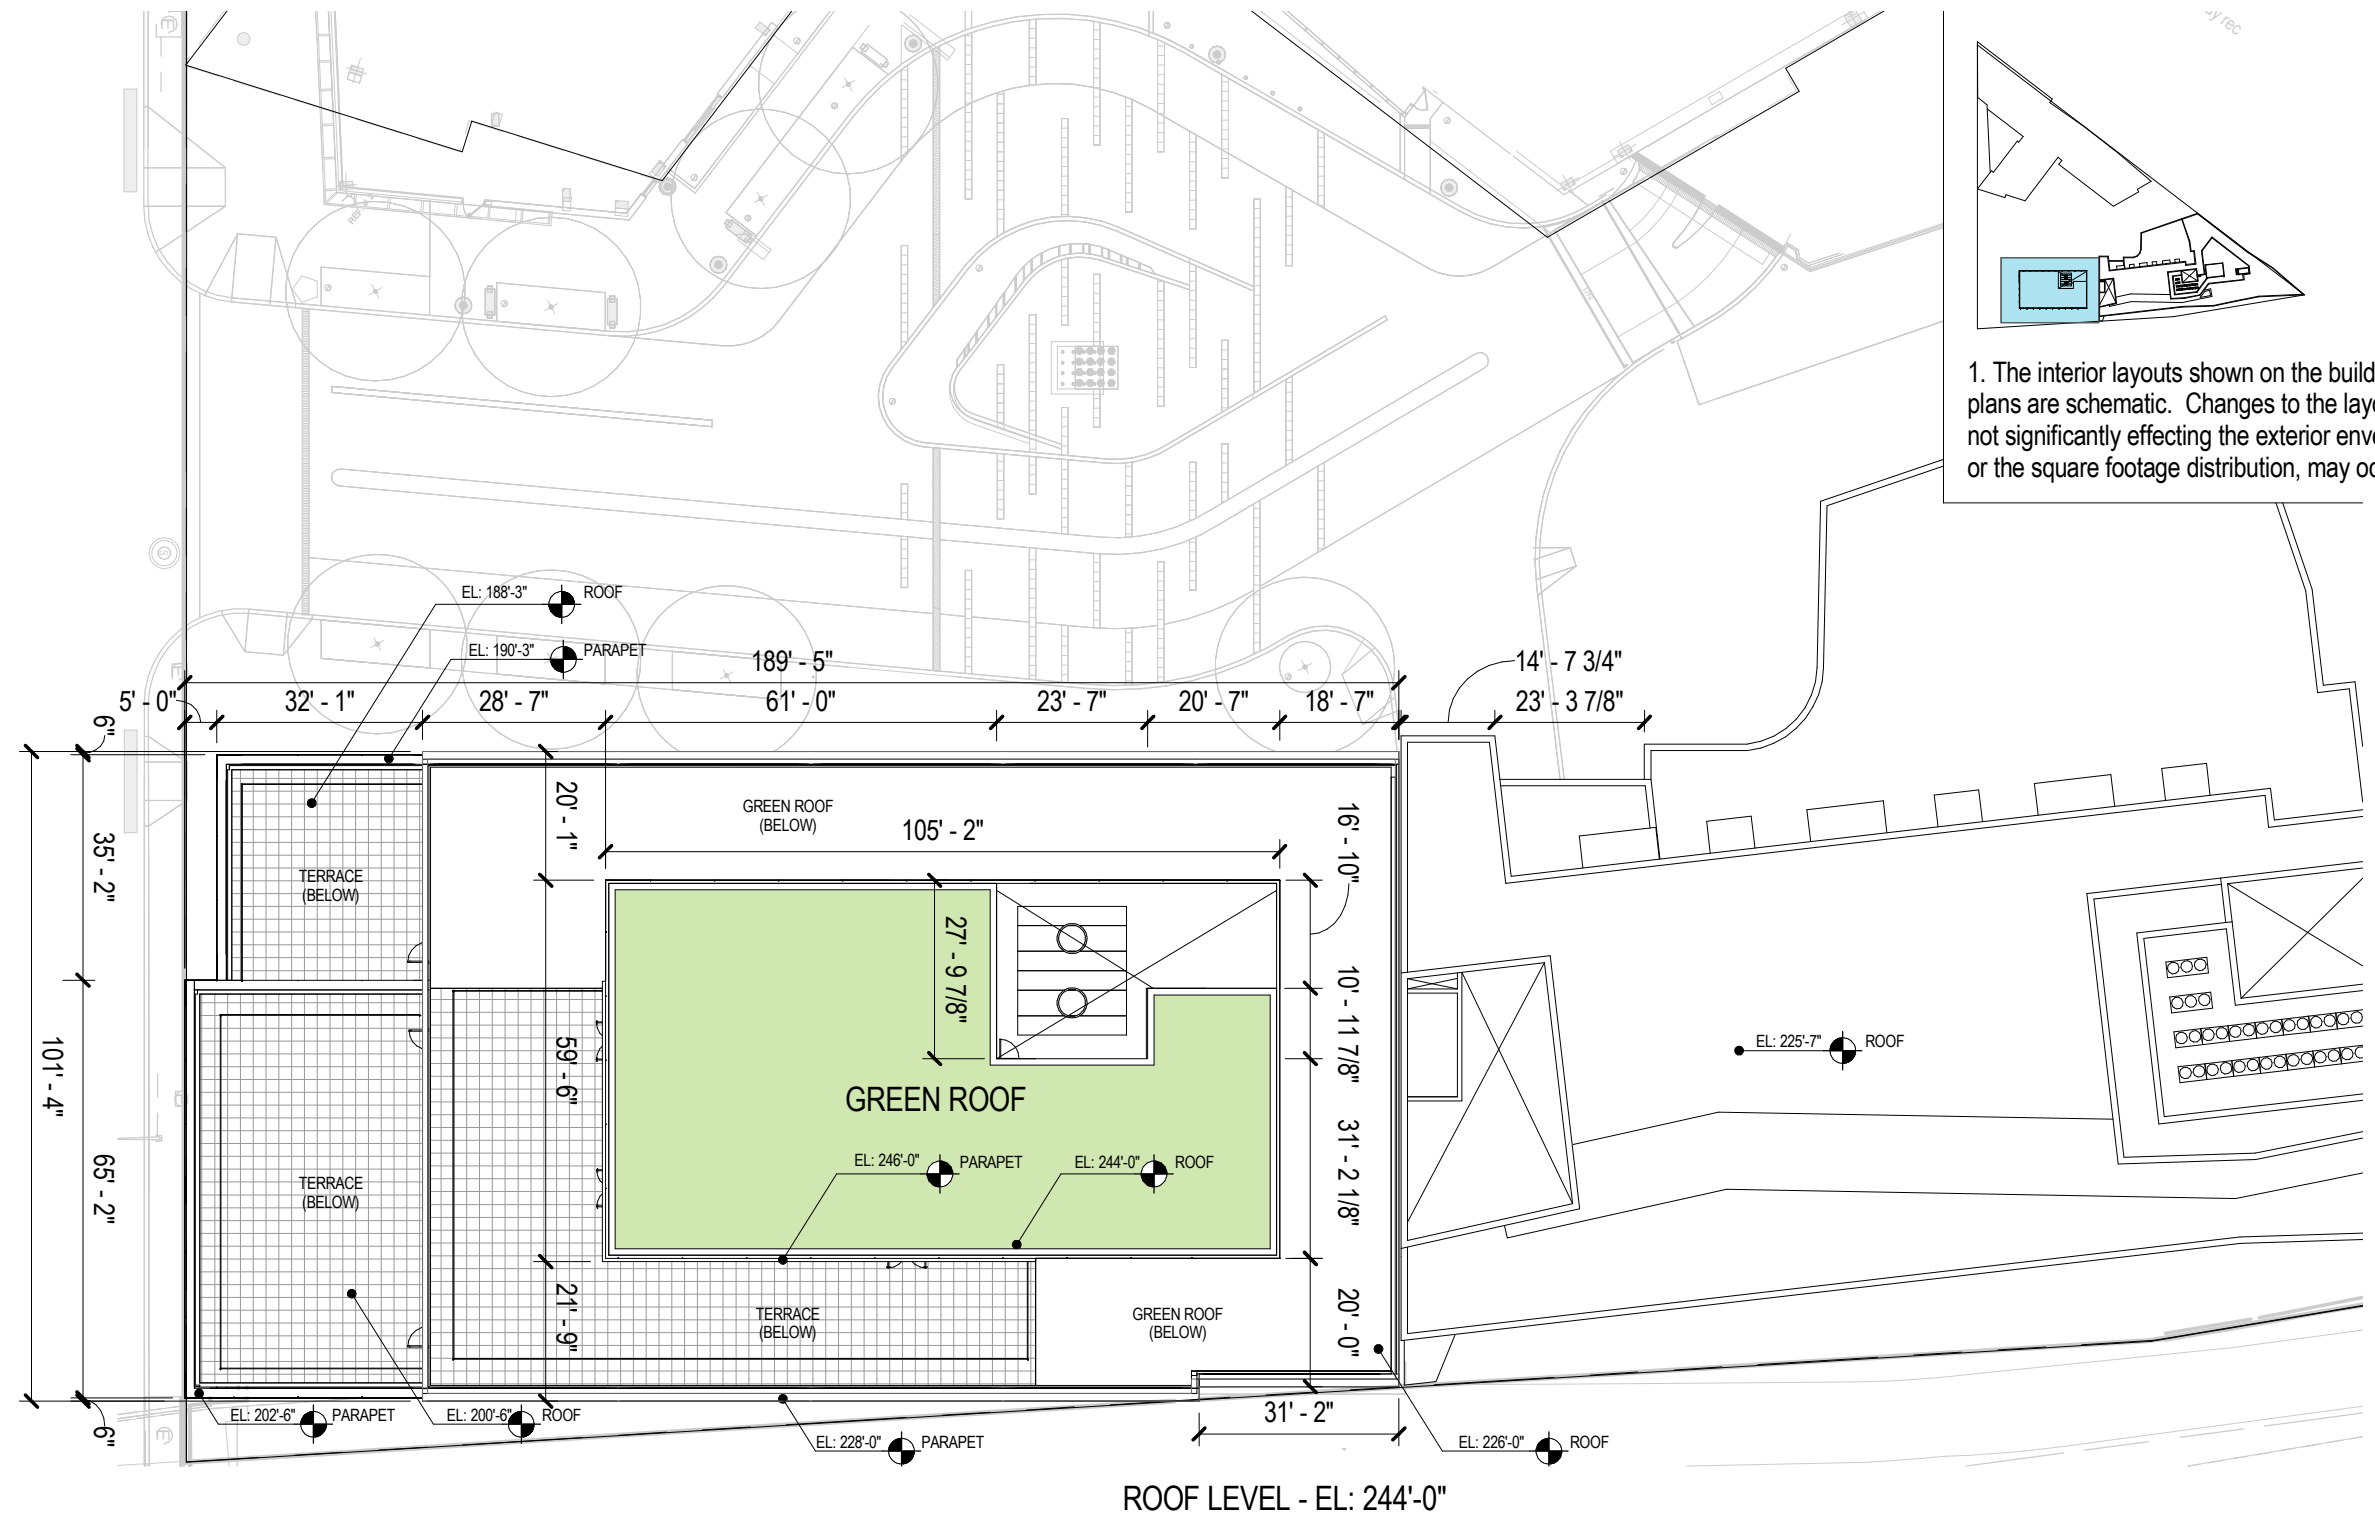 1. The interior layouts shown on the build
plans are schematic. Changes to the lay
not significantly effecting the exterior env
or the square footage distribution, may
EL: 188'-3" ROOF
EL: 190'-3" PARAPET
189' - 5"
14' - 7 3/4"
5' - 0"
32' - 1"
28' - 7"
61' - 0"
23' - 7"
20' - 7"
18' - 7"
23' - 3 7/8"
6"
20' - 1"
GREEN ROOF
(BELOW)
105' - 2"
16' - 10"
35' - 2"
TERRACE
(BELOW)
27' - 9 7/8"
10' - 11 7/8"
101' - 4"
59' - 6"
EL: 225'-7" ROOF
GREEN ROOF
65' - 2"
TERRACE
(BELOW)
EL: 246'-0" PARAPET
EL: 244'-0" ROOF
31' - 2 1/8"
21' - 9"
TERRACE
(BELOW)
GREEN ROOF
(BELOW)
20' - 0"
6"
EL: 202'-6" PARAPET
EL: 200'-6" ROOF
EL: 228'-0" PARAPET
31' - 2"
EL: 226'-0" ROOF
ROOF LEVEL - EL: 244'-0"